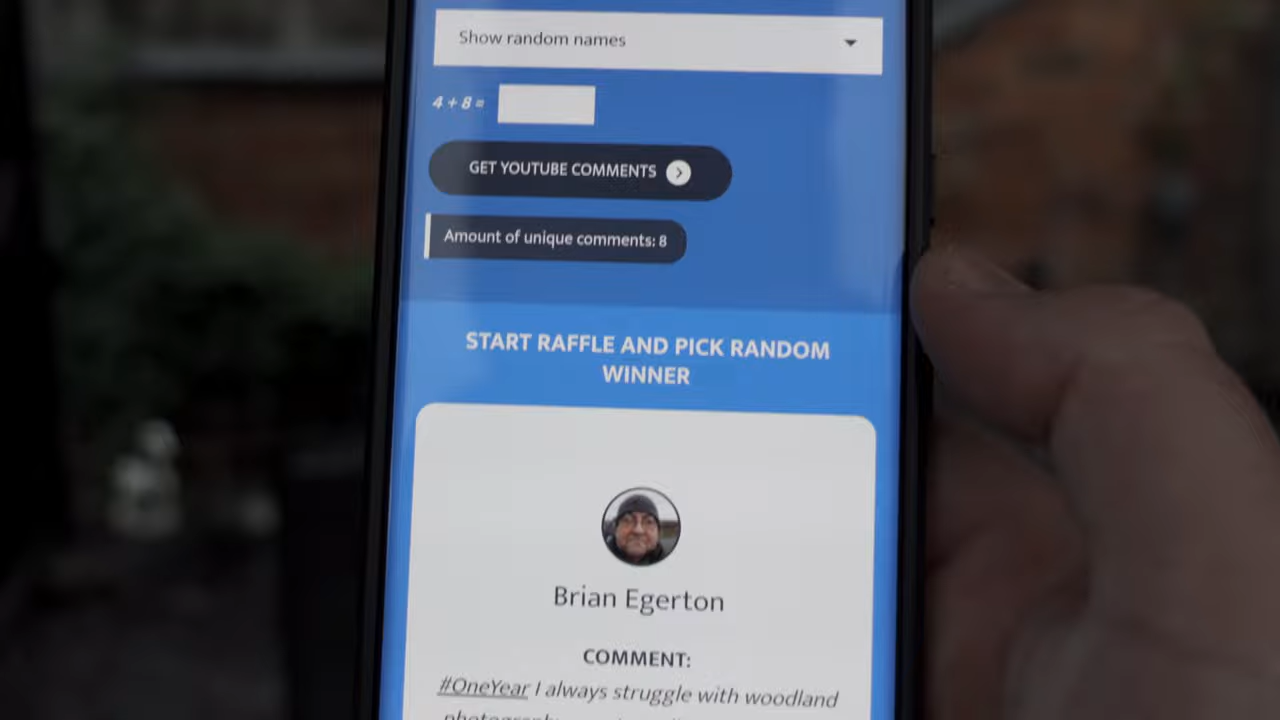 Show random names
4 + 8 =
GET YOUTUBE COMMENTS
Amount of unique comments: 8
START RAFFLE AND PICK RANDOM
WINNER
Brian Egerton
COMMENT:
#OneYear I always struggle with woodland